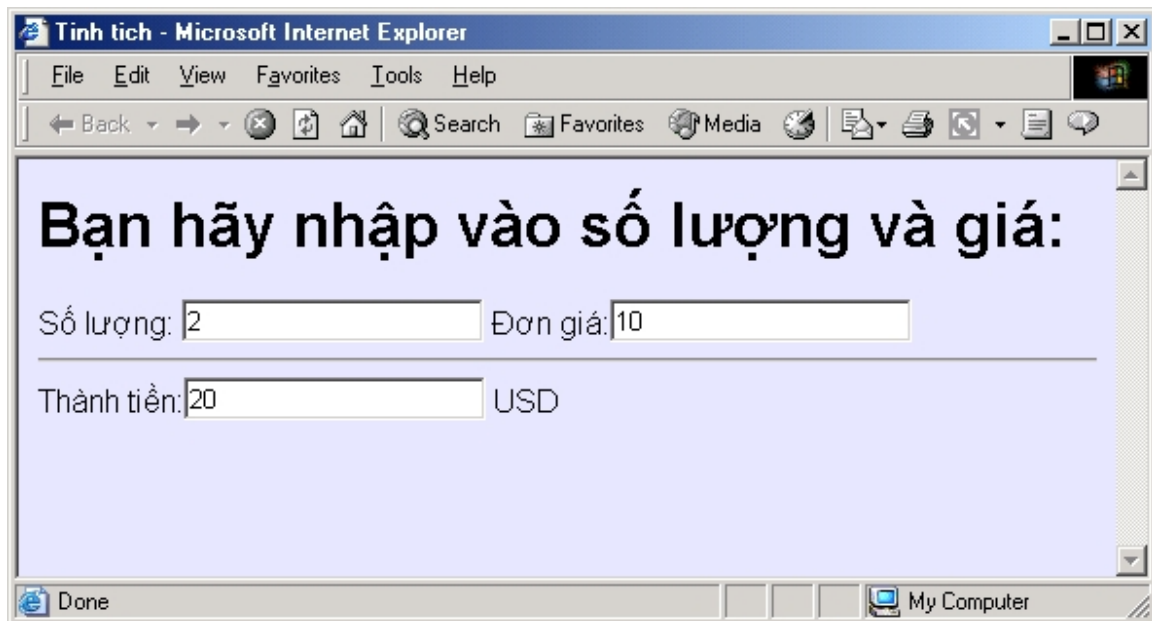 Tinh tich - Microsoft Internet Explorer
File Edit View Favorites Tools Help
Back Search Favorites Media
Bạn hãy nhập vào số lượng và giá:
Số lượng: 2 Đơn giá: 10
Thành tiền: 20 USD
Done My Computer